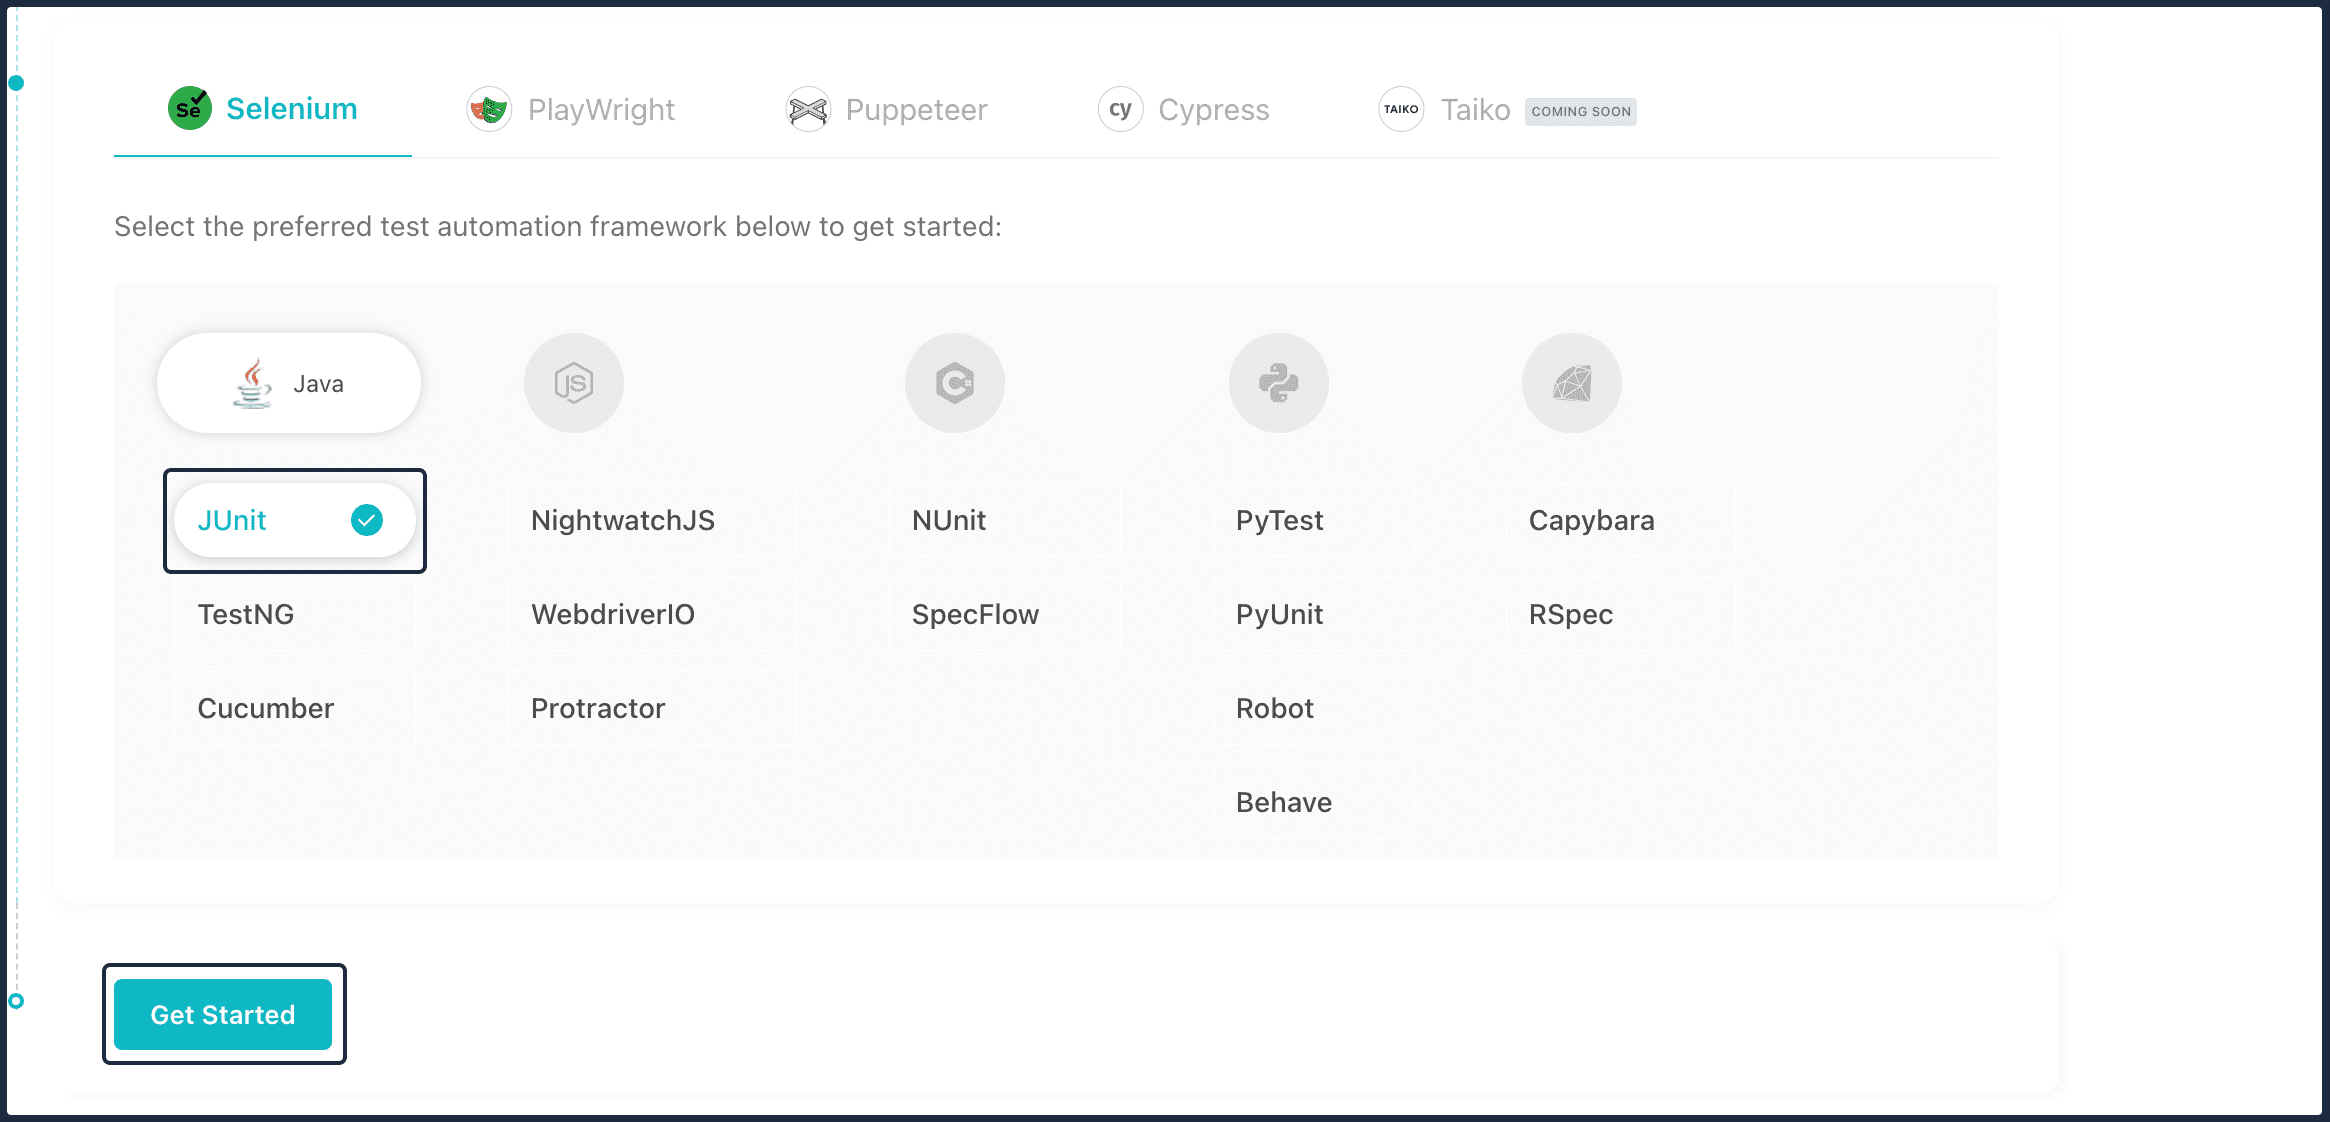 Se Selenium PlayWright Puppeteer cy Cypress TAIKO Taiko COMING SOON
Select the preferred test automation framework below to get started:
Java JS C#
JUnit NightwatchJS NUnit PyTest Capybara
TestNG WebdriverIO SpecFlow PyUnit RSpec
Cucumber Protractor Robot
Behave
Get Started